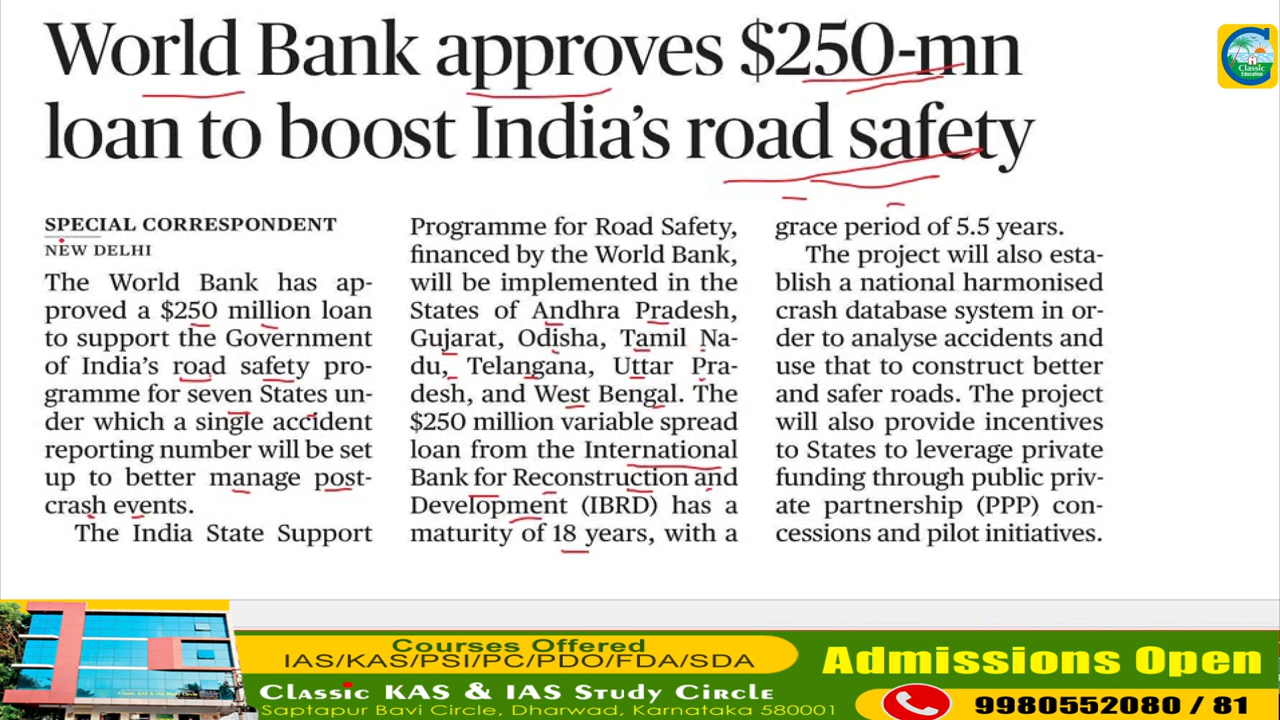 World Bank approves $250-mn
loan to boost India's road safety
Classic
Education
SPECIAL CORRESPONDENT
NEW DELHI
The World Bank has ap-
proved a $250 million loan
to support the Government
of India's road safety pro-
gramme for seven States un-
der which a single accident
reporting number will be set
up to better manage post-
crash events.
The India State Support
Programme for Road Safety,
financed by the World Bank,
will be implemented in the
States of Andhra Pradesh,
Gujarat, Odisha, Tamil Na-
du, Telangana, Uttar Pra-
desh, and West Bengal. The
$250 million variable spread
loan from the International
Bank for Reconstruction and
Development (IBRD) has a
maturity of 18 years, with a
grace period of 5.5 years.
The project will also esta-
blish a national harmonised
crash database system in or-
der to analyse accidents and
use that to construct better
and safer roads. The project
will also provide incentives
to States to leverage private
funding through public priv-
ate partnership (PPP) con-
cessions and pilot initiatives.
Courses Offered
IAS/KAS/PSI/PC/PDO/FDA/SDA
Classic KAS & IAS Study Circle
Saptapur Bavi Circle, Dharwad, Karnataka 580001
Admissions Open
9980552080 / 81